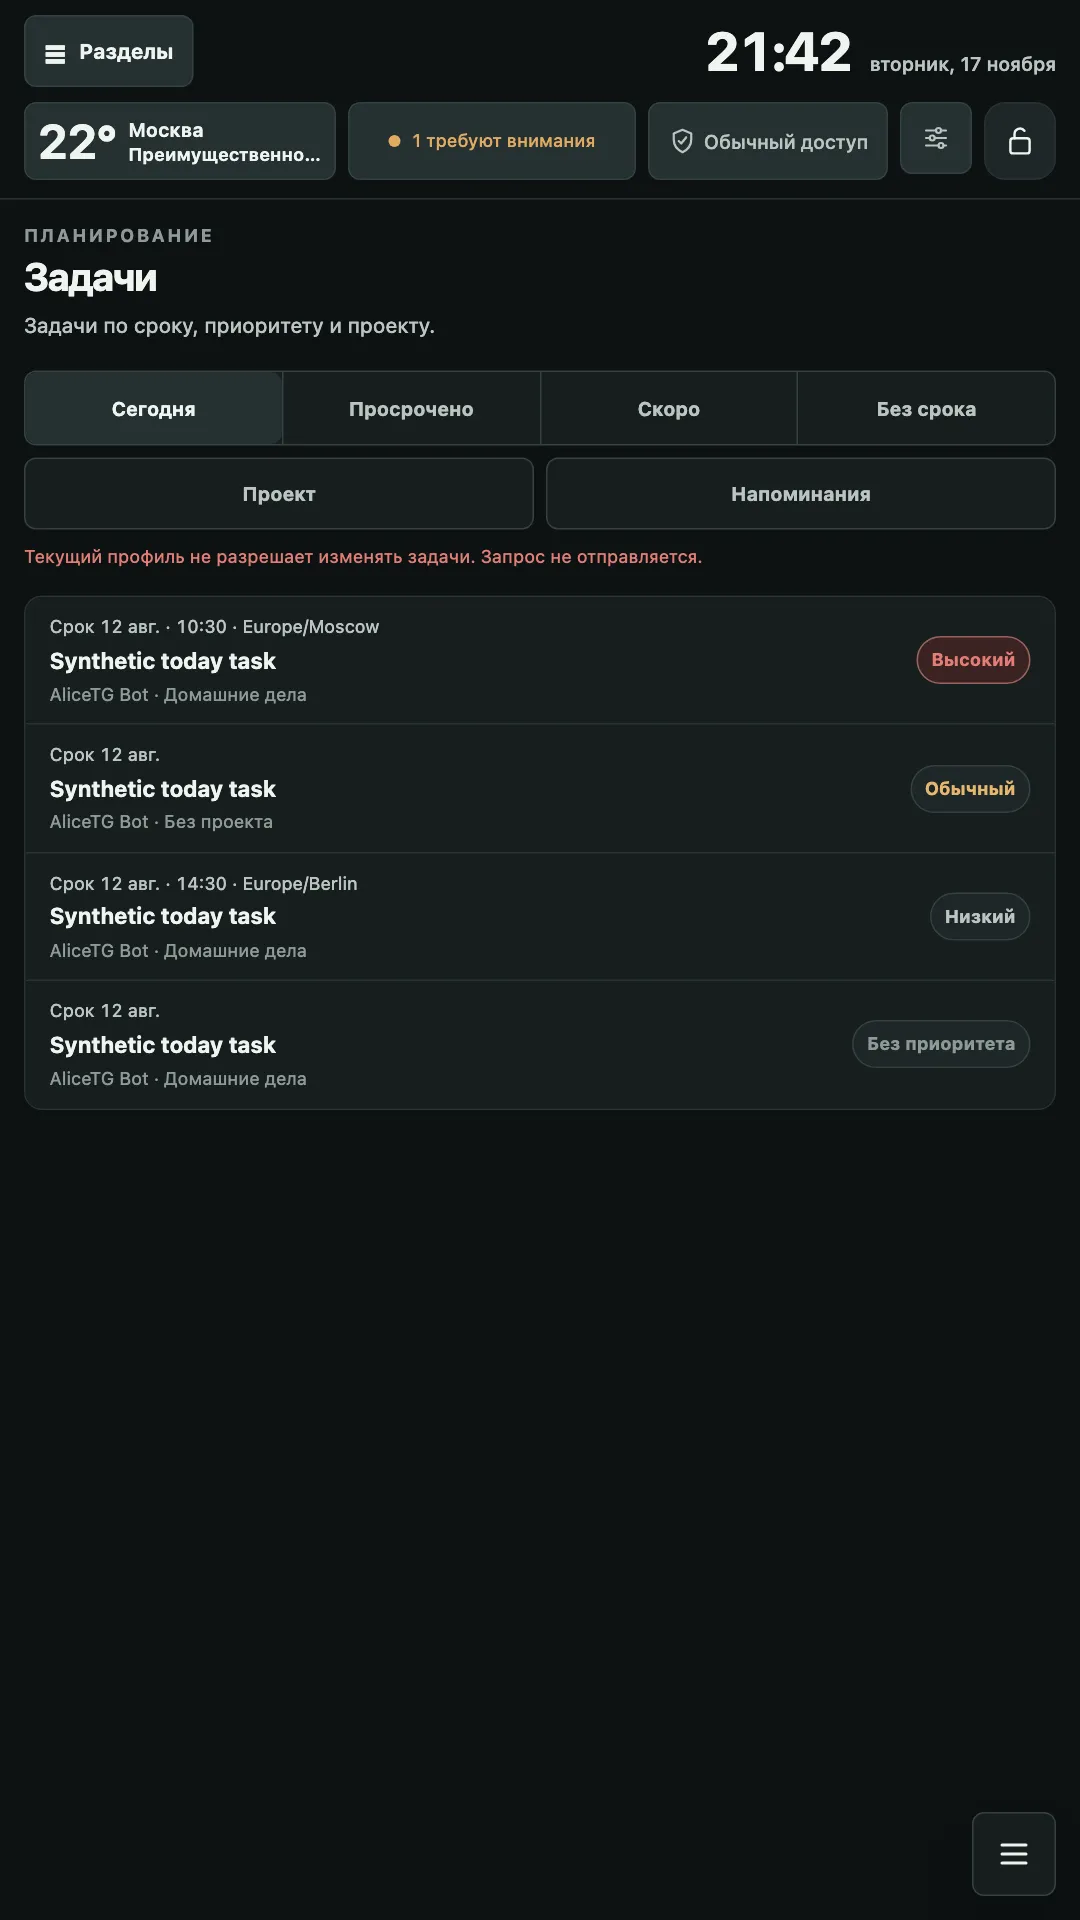 Разделы
21:42 вторник, 17 ноября
22° Москва
Преимущественно...
1 требуют внимания
Обычный доступ
ПЛАНИРОВАНИЕ
Задачи
Задачи по сроку, приоритету и проекту.
Сегодня
Просрочено
Скоро
Без срока
Проект
Напоминания
Текущий профиль не разрешает изменять задачи. Запрос не отправляется.
Срок 12 авг. · 10:30 · Europe/Moscow
Synthetic today task
AliceTG Bot · Домашние дела
Высокий
Срок 12 авг.
Synthetic today task
AliceTG Bot · Без проекта
Обычный
Срок 12 авг. · 14:30 · Europe/Berlin
Synthetic today task
AliceTG Bot · Домашние дела
Низкий
Срок 12 авг.
Synthetic today task
AliceTG Bot · Домашние дела
Без приоритета